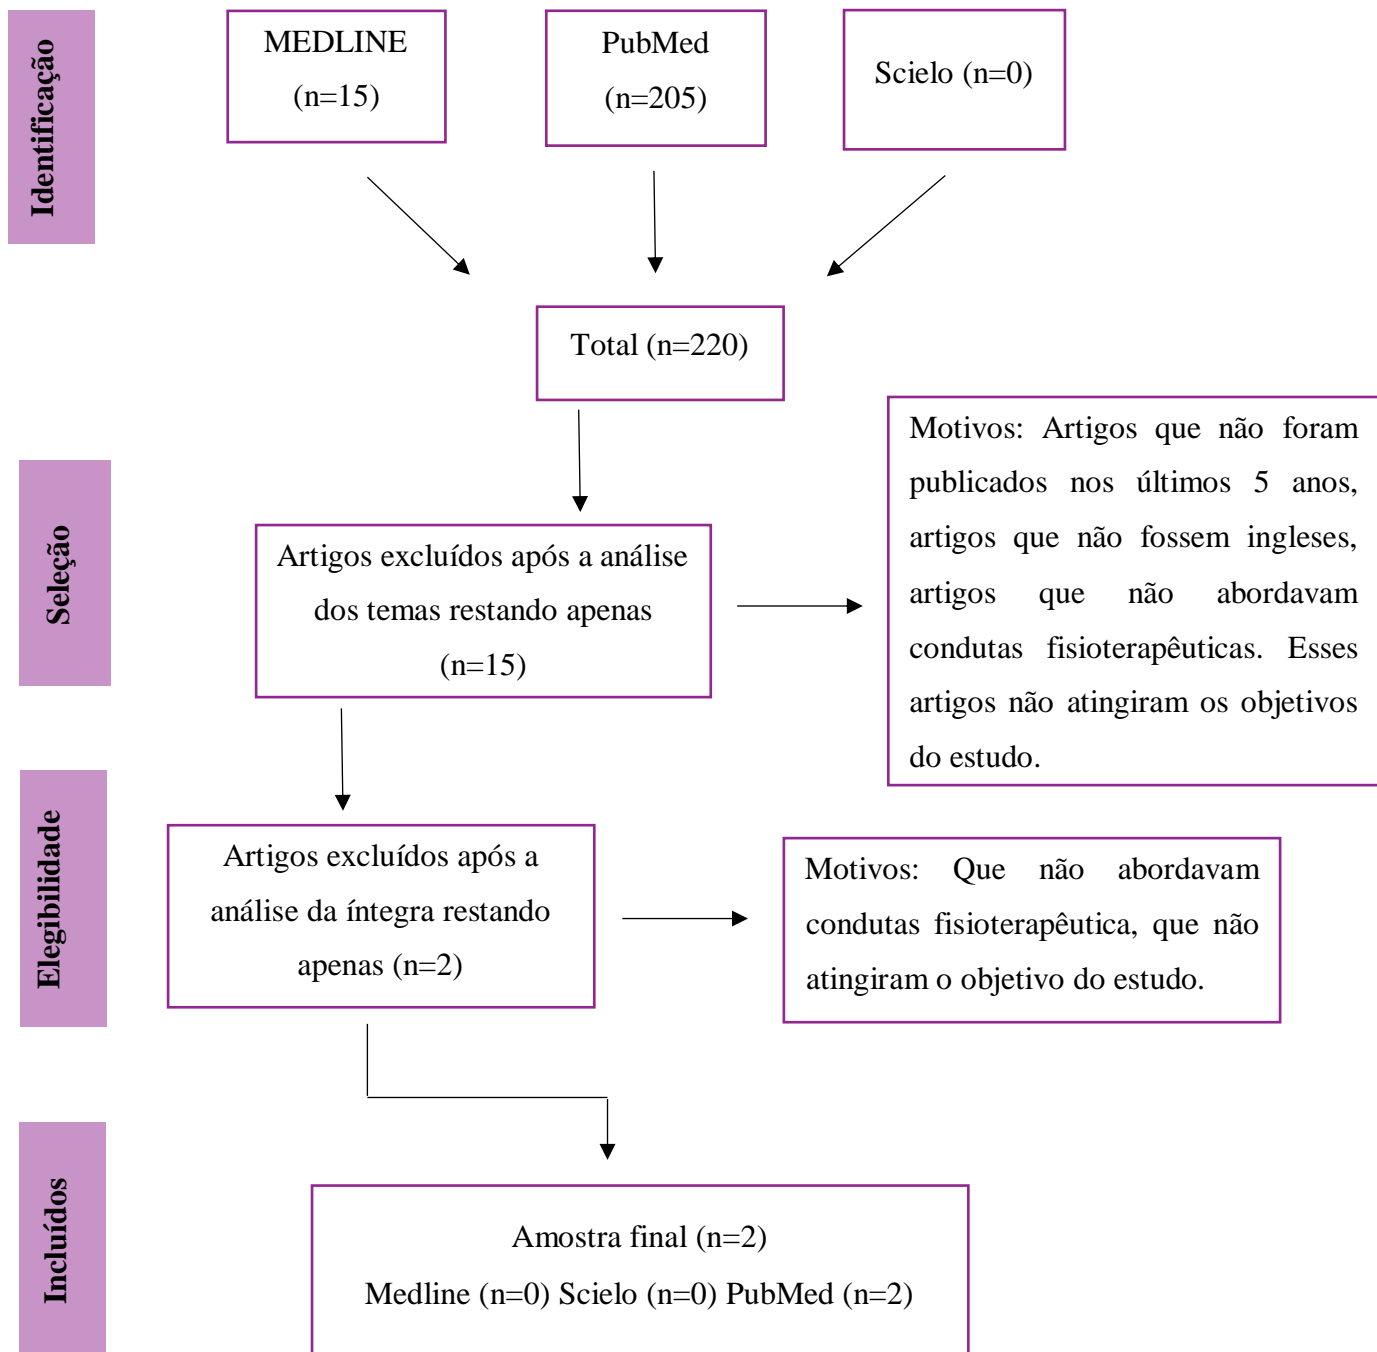 Identificação
MEDLINE
(n=15)
PubMed
(n=205)
Scielo (n=0)
Total (n=220)
Seleção
Artigos excluídos após a análise
dos temas restando apenas
(n=15)
Motivos: Artigos que não foram
publicados nos últimos 5 anos,
artigos que não fossem ingleses,
artigos que não abordavam
condutas fisioterapêuticas. Esses
artigos não atingiram os objetivos
do estudo.
Elegibilidade
Artigos excluídos após a
análise da íntegra restando
apenas (n=2)
Motivos: Que não abordavam
condutas fisioterapêutica, que não
atingiram o objetivo do estudo.
Incluídos
Amostra final (n=2)
Medline (n=0) Scielo (n=0) PubMed (n=2)